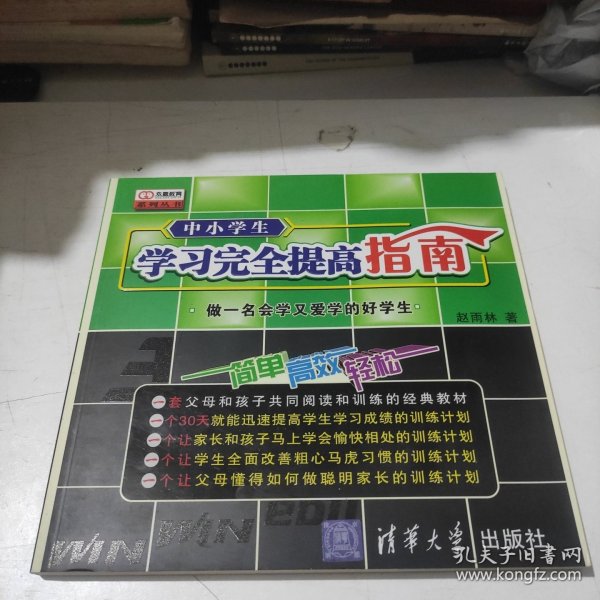 东晨教育
系列丛书
中小学生
学习完全提高指南
·做一名会学又爱学的好学生·
赵雨林 著
简单 高效 轻松
一套父母和孩子共同阅读和训练的经典教材
一个30天就能迅速提高学生学习成绩的训练计划
一个让家长和孩子马上学会愉快相处的训练计划
一个让学生全面改善粗心马虎习惯的训练计划
一个让父母懂得如何做聪明家长的训练计划
WIN WIN edu
清华大学出版社
孔夫子旧书网
www.kongfz.com